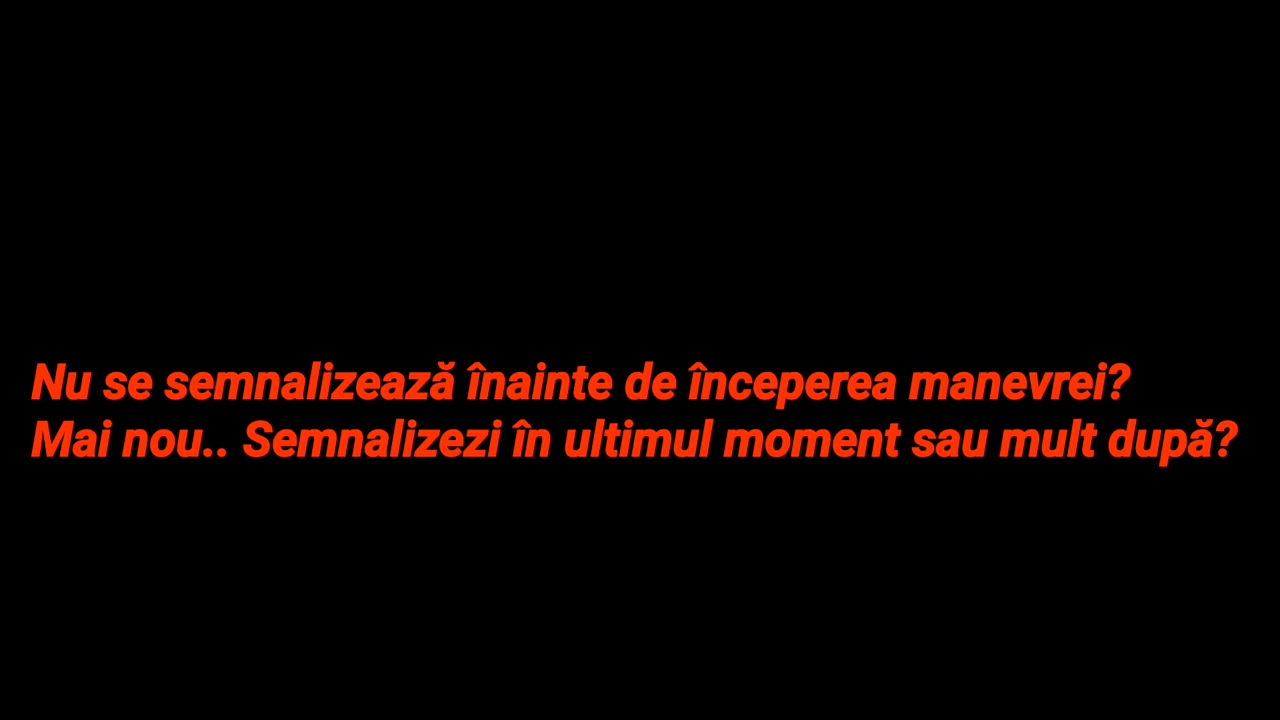 Nu se semnalizează înainte de începerea manevrei?
Mai nou.. Semnalizezi în ultimul moment sau mult după?